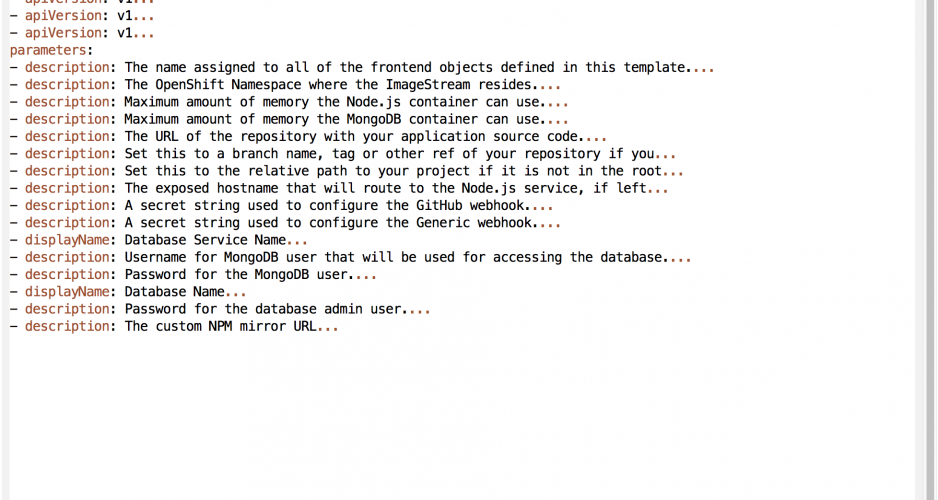 - apiVersion: v1...
- apiVersion: v1...
- apiVersion: v1...
parameters:
- description: The name assigned to all of the frontend objects defined in this template....
- description: The OpenShift Namespace where the ImageStream resides....
- description: Maximum amount of memory the Node.js container can use....
- description: Maximum amount of memory the MongoDB container can use....
- description: The URL of the repository with your application source code....
- description: Set this to a branch name, tag or other ref of your repository if you...
- description: Set this to the relative path to your project if it is not in the root...
- description: The exposed hostname that will route to the Node.js service, if left...
- description: A secret string used to configure the GitHub webhook....
- description: A secret string used to configure the Generic webhook....
- displayName: Database Service Name...
- description: Username for MongoDB user that will be used for accessing the database....
- description: Password for the MongoDB user....
- displayName: Database Name...
- description: Password for the database admin user....
- description: The custom NPM mirror URL...